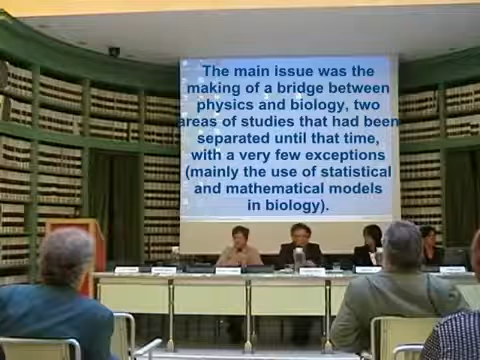 The main issue was the
making of a bridge between
physics and biology, two
areas of studies that had been
separated until that time,
with a very few exceptions
(mainly the use of statistical
and mathematical models
in biology).